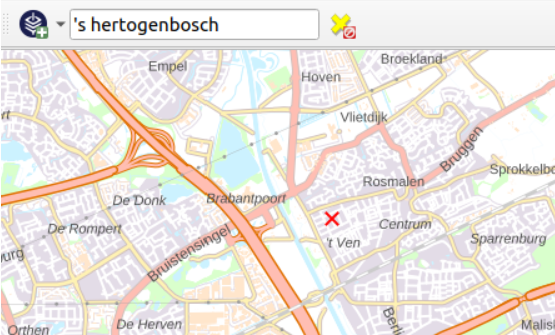 's hertogenbosch
Empel
Broekland
Hoven
Vlietdijk
Bruggen
Sprokkelbo
Rosmalen
De Donk
Brabantpoort
Centrum
De Rompert
't Ven
Sparrenburg
Bruistensingel
urg
De Herven
Orthen
Malis